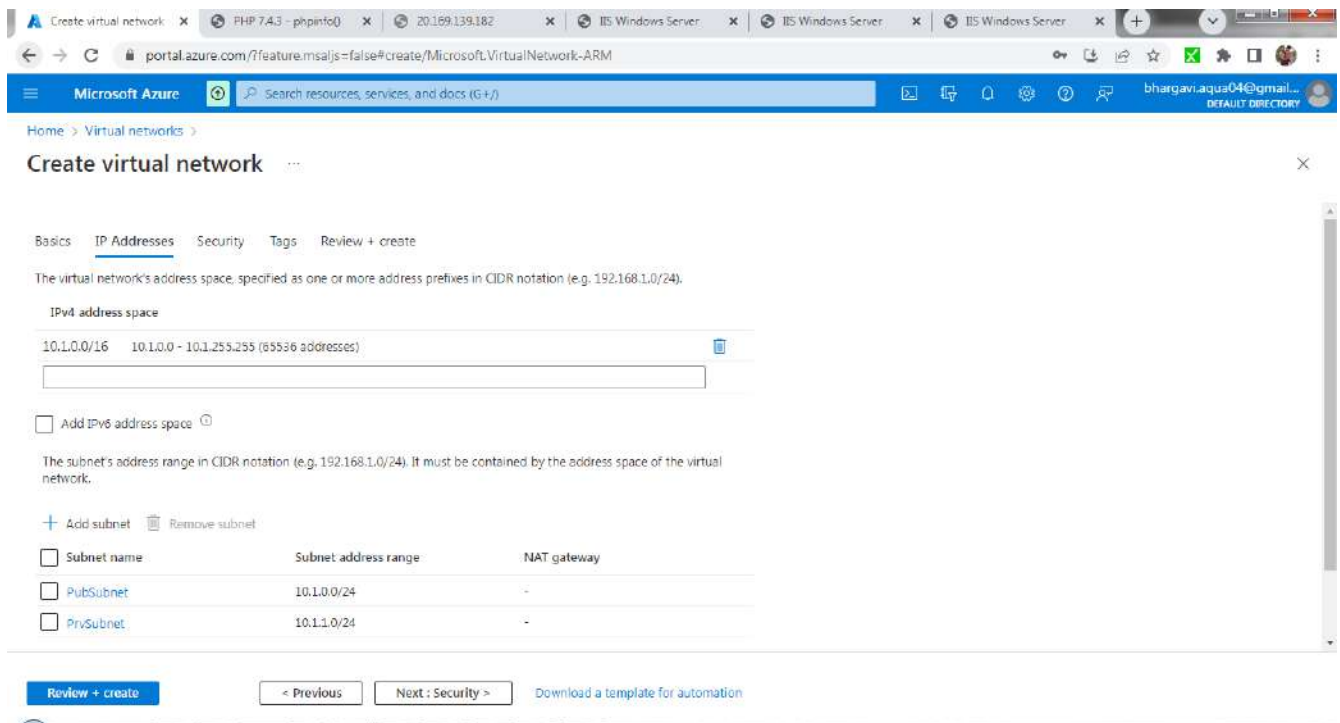 Create virtual network
PHP 7.4.3 - phpinfo()
20.169.139.182
IIS Windows Server
IIS Windows Server
IIS Windows Server
portal.azure.com/?feature.msaljs=false#create/Microsoft.VirtualNetwork-ARM
Microsoft Azure
Search resources, services, and docs (G+/)
bhargavi.aqua04@gmail...
DEFAULT DIRECTORY
Home > Virtual networks >
Create virtual network ...
Basics IP Addresses Security Tags Review + create
The virtual network's address space, specified as one or more address prefixes in CIDR notation (e.g. 192.168.1.0/24).
IPv4 address space
10.1.0.0/16 10.1.0.0 - 10.1.255.255 (65536 addresses)
Add IPv6 address space
The subnet's address range in CIDR notation (e.g. 192.168.1.0/24). It must be contained by the address space of the virtual
network.
+ Add subnet Remove subnet
Subnet name Subnet address range NAT gateway
PubSubnet 10.1.0.0/24 -
PrvSubnet 10.1.1.0/24 -
Review + create < Previous Next : Security > Download a template for automation